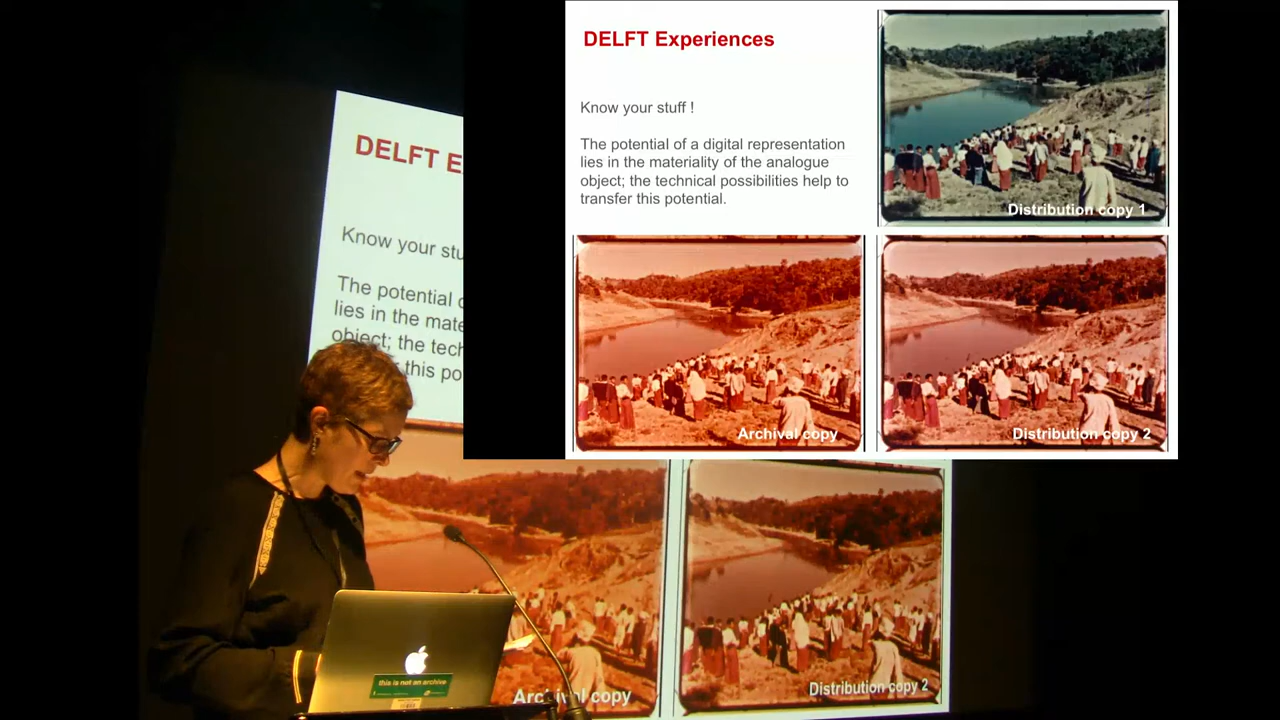 DELFT Experiences
Know your stuff !
The potential of a digital representation
lies in the materiality of the analogue
object; the technical possibilities help to
transfer this potential.
Distribution copy 1
Archival copy
Distribution copy 2
DELFT E
Know your stu
The potential
lies in the mate
object; the tech
this po
Archival copy
Distribution copy 2
this is not an archive